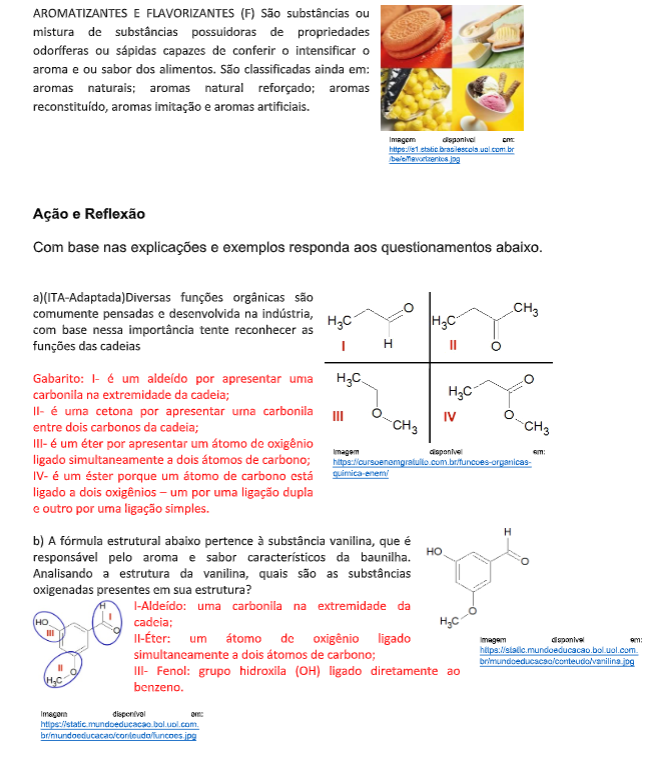 AROMATIZANTES E FLAVORIZANTES (F) São substâncias ou
mistura de substâncias possuidoras de propriedades
odoríferas ou sápidas capazes de conferir o intensificar o
aroma e ou sabor dos alimentos. São classificadas ainda em:
aromas naturais; aromas natural reforçado; aromas
reconstituído, aromas imitação e aromas artificiais.
Imagem disponível em:
https://s1.static.brasilescola.uol.com.br
/be/e/flavorizantes.jpg
Ação e Reflexão
Com base nas explicações e exemplos responda aos questionamentos abaixo.
a)(ITA-Adaptada)Diversas funções orgânicas são
comumente pensadas e desenvolvida na indústria,
com base nessa importância tente reconhecer as
funções das cadeias
H3C O H I
H3C CH3 O II
H3C O CH3 III
H3C O O CH3 IV
Gabarito: I- é um aldeído por apresentar uma
carbonila na extremidade da cadeia;
II- é uma cetona por apresentar uma carbonila
entre dois carbonos da cadeia;
III- é um éter por apresentar um átomo de oxigênio
ligado simultaneamente a dois átomos de carbono;
IV- é um éster porque um átomo de carbono está
ligado a dois oxigênios – um por uma ligação dupla
e outro por uma ligação simples.
Imagem disponível em:
https://cursoenemgratuito.com.br/funcoes-organicas-
quimica-enem/
b) A fórmula estrutural abaixo pertence à substância vanilina, que é
responsável pelo aroma e sabor característicos da baunilha.
Analisando a estrutura da vanilina, quais são as substâncias
oxigenadas presentes em sua estrutura?
H
HO
O
O
H3C
Imagem disponível em:
https://static.mundoeducacao.bol.uol.com.
br/mundoeducacao/conteudo/vanilina.jpg
H
I
HO
III
O
II
O
H3C
I-Aldeído: uma carbonila na extremidade da
cadeia;
II-Éter: um átomo de oxigênio ligado
simultaneamente a dois átomos de carbono;
III- Fenol: grupo hidroxila (OH) ligado diretamente ao
benzeno.
Imagem disponível em:
https://static.mundoeducacao.bol.uol.com.
br/mundoeducacao/conteudo/funcoes.jpg